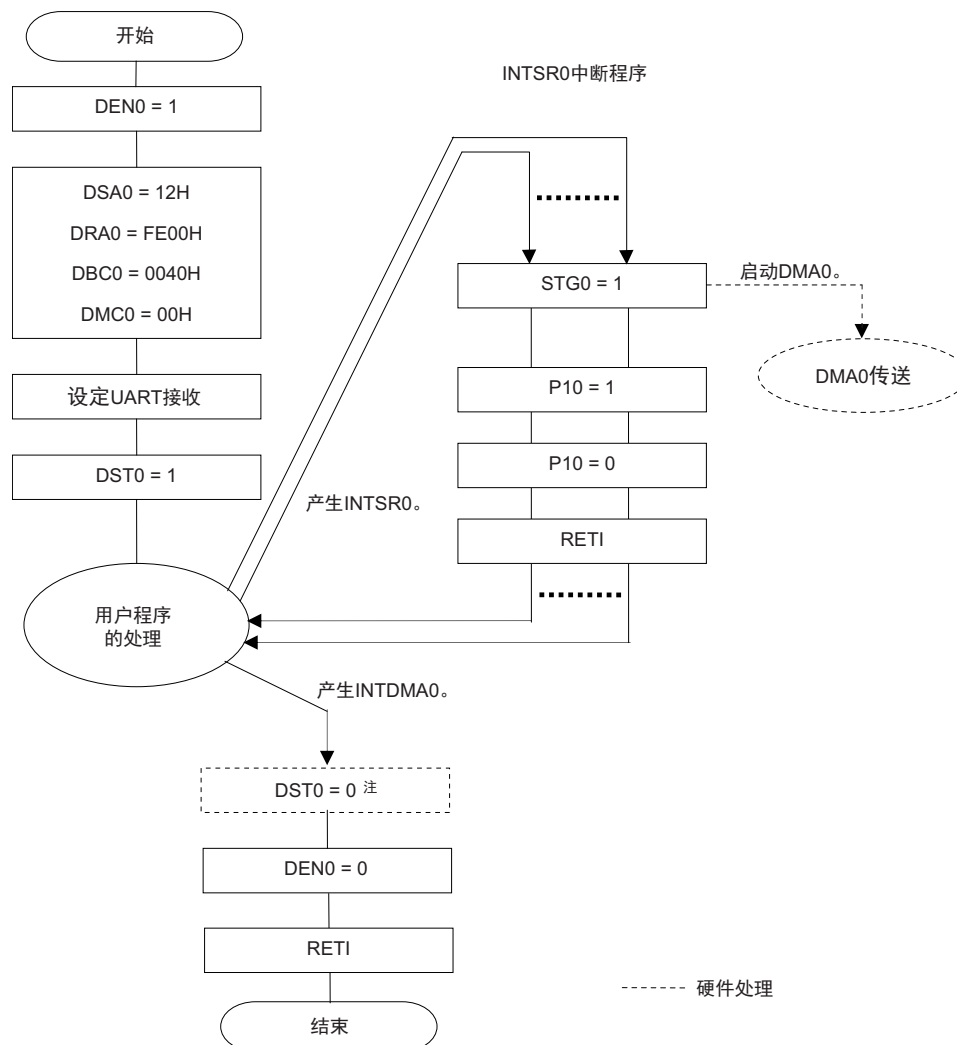 开始
DEN0 = 1
DSA0 = 12H
DRA0 = FE00H
DBC0 = 0040H
DMC0 = 00H
设定UART接收
DST0 = 1
用户程序
的处理
INTSR0中断程序
STG0 = 1
启动DMA0。
DMA0传送
P10 = 1
P10 = 0
产生INTSR0。
RETI
产生INTDMA0。
DST0 = 0 注
DEN0 = 0
RETI
结束
硬件处理